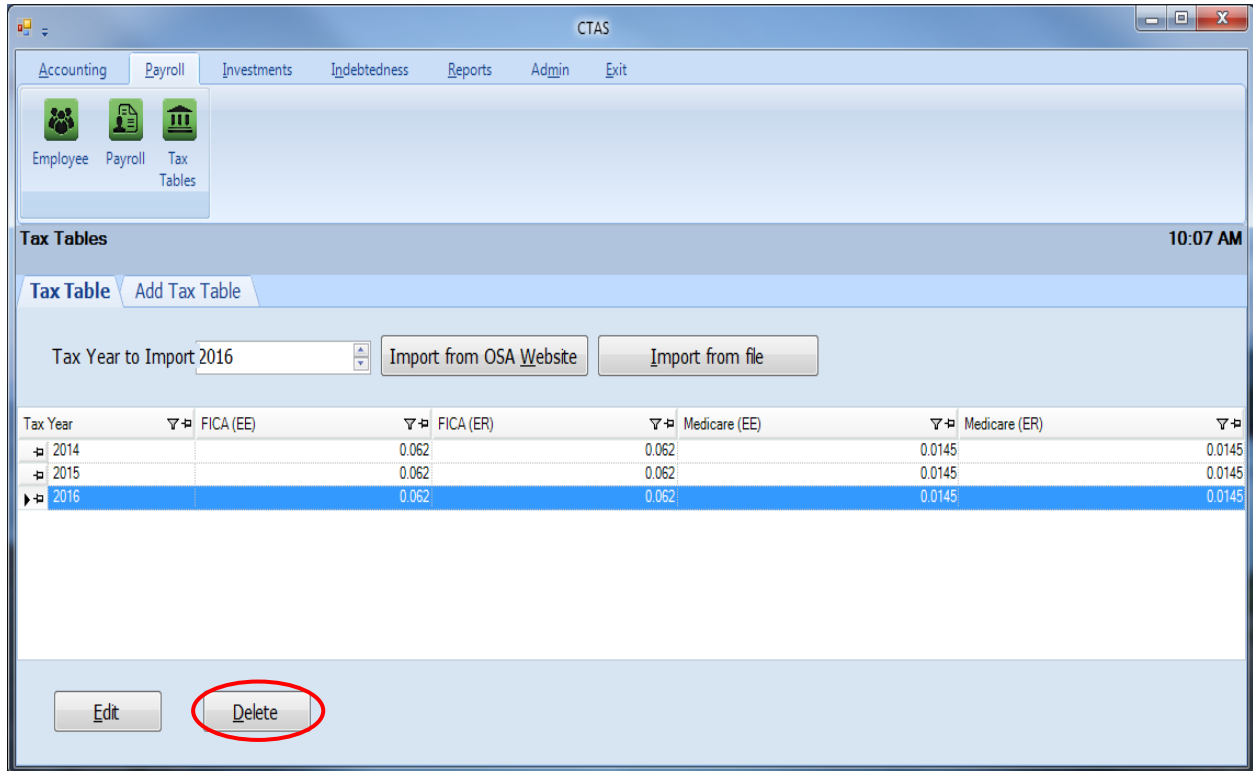 CTAS
Accounting Payroll Investments Indebtedness Reports Admin Exit
Employee Payroll Tax Tables
Tax Tables 10:07 AM
Tax Table Add Tax Table
Tax Year to Import 2016 Import from OSA Website Import from file
Tax Year FICA (EE) FICA (ER) Medicare (EE) Medicare (ER)
2014 0.062 0.062 0.0145 0.0145
2015 0.062 0.062 0.0145 0.0145
2016 0.062 0.062 0.0145 0.0145
Edit Delete